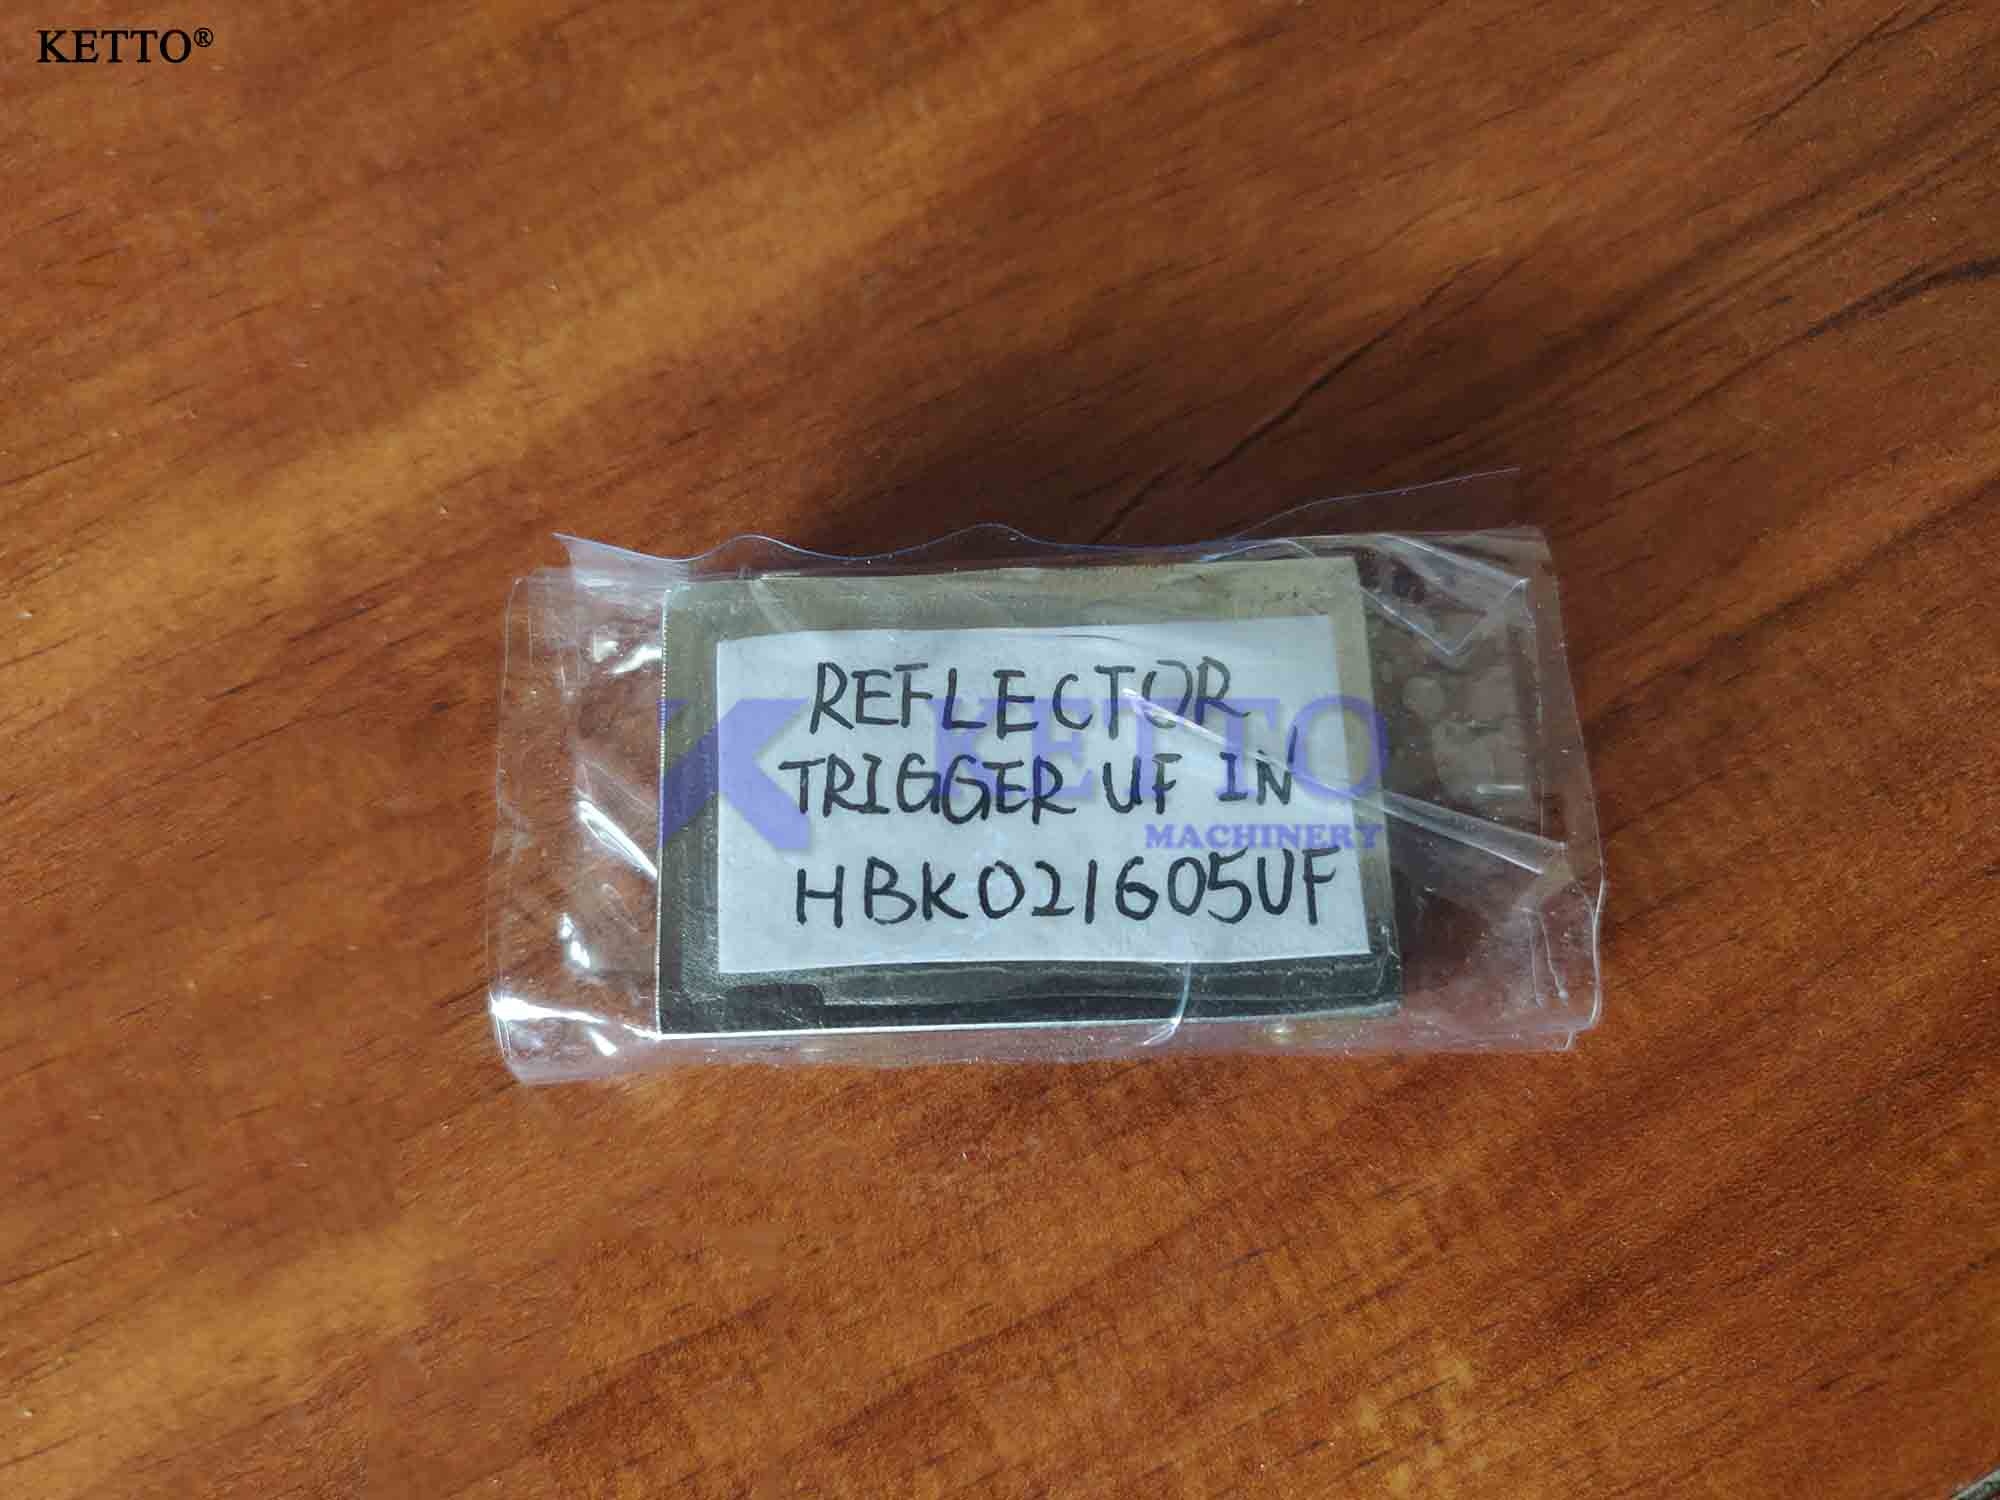 KETTO®
REFLECTOR
TRIGGER UF IN
HBK021605UF
KETTO
MACHINERY